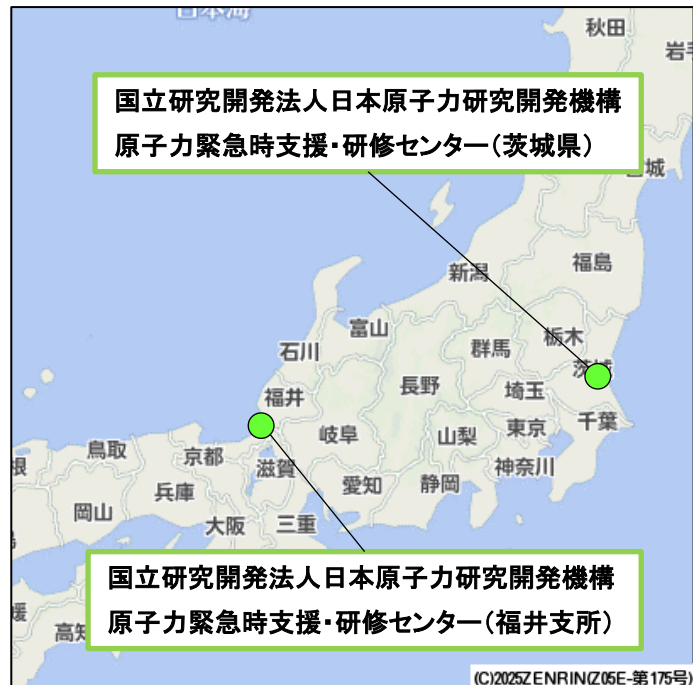 日本海
秋田
岩手
国立研究開発法人日本原子力研究開発機構
原子力緊急時支援・研修センター（茨城県）
宮城
福島
新潟
富山
栃木
石川
群馬
茨城
長野
埼玉
福井
千葉
東京
岐阜
山梨
鳥取
京都
滋賀
神奈川
兵庫
愛知
静岡
岡山
大阪
三重
国立研究開発法人日本原子力研究開発機構
原子力緊急時支援・研修センター（福井支所）
媛
高知
(C)2025ZENRIN(Z05E-第175号)